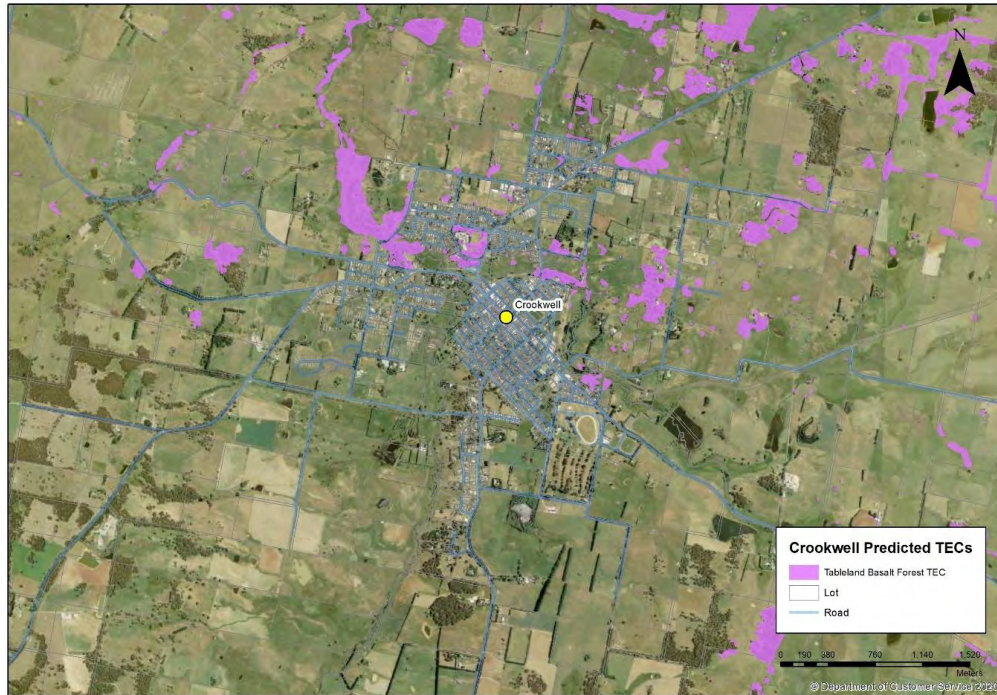 N
Crookwell
Crookwell Predicted TECs
Tableland Basalt Forest TEC
Lot
Road
0 190 380 760 1,140 1,520
Meters
© Department of Customer Service 2020